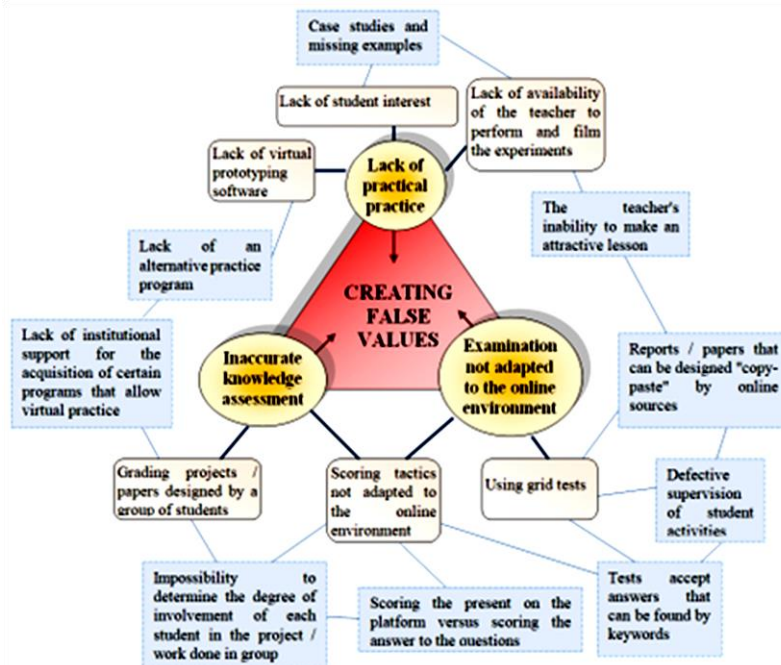 Case studies and
missing examples
Lack of student interest
Lack of availability
of the teacher to
perform and film
the experiments
Lack of virtual
prototyping
software
Lack of
practical
practice
The teacher's
inability to make an
attractive lesson
Lack of an
alternative practice
program
CREATING
FALSE
VALUES
Lack of institutional
support for the
acquisition of certain
programs that allow
virtual practice
Inaccurate
knowledge
assessment
Examination
not adapted
to the online
environment
Reports / papers that
can be designed "copy-
paste" by online
sources
Grading projects /
papers designed by a
group of students
Scoring tactics
not adapted to
the online
environment
Using grid tests
Defective
supervision
of student
activities
Impossibility to
determine the degree of
involvement of each
student in the project /
work done in group
Scoring the present on the
platform versus scoring the
answer to the questions
Tests accept
answers that
can be found by
keywords